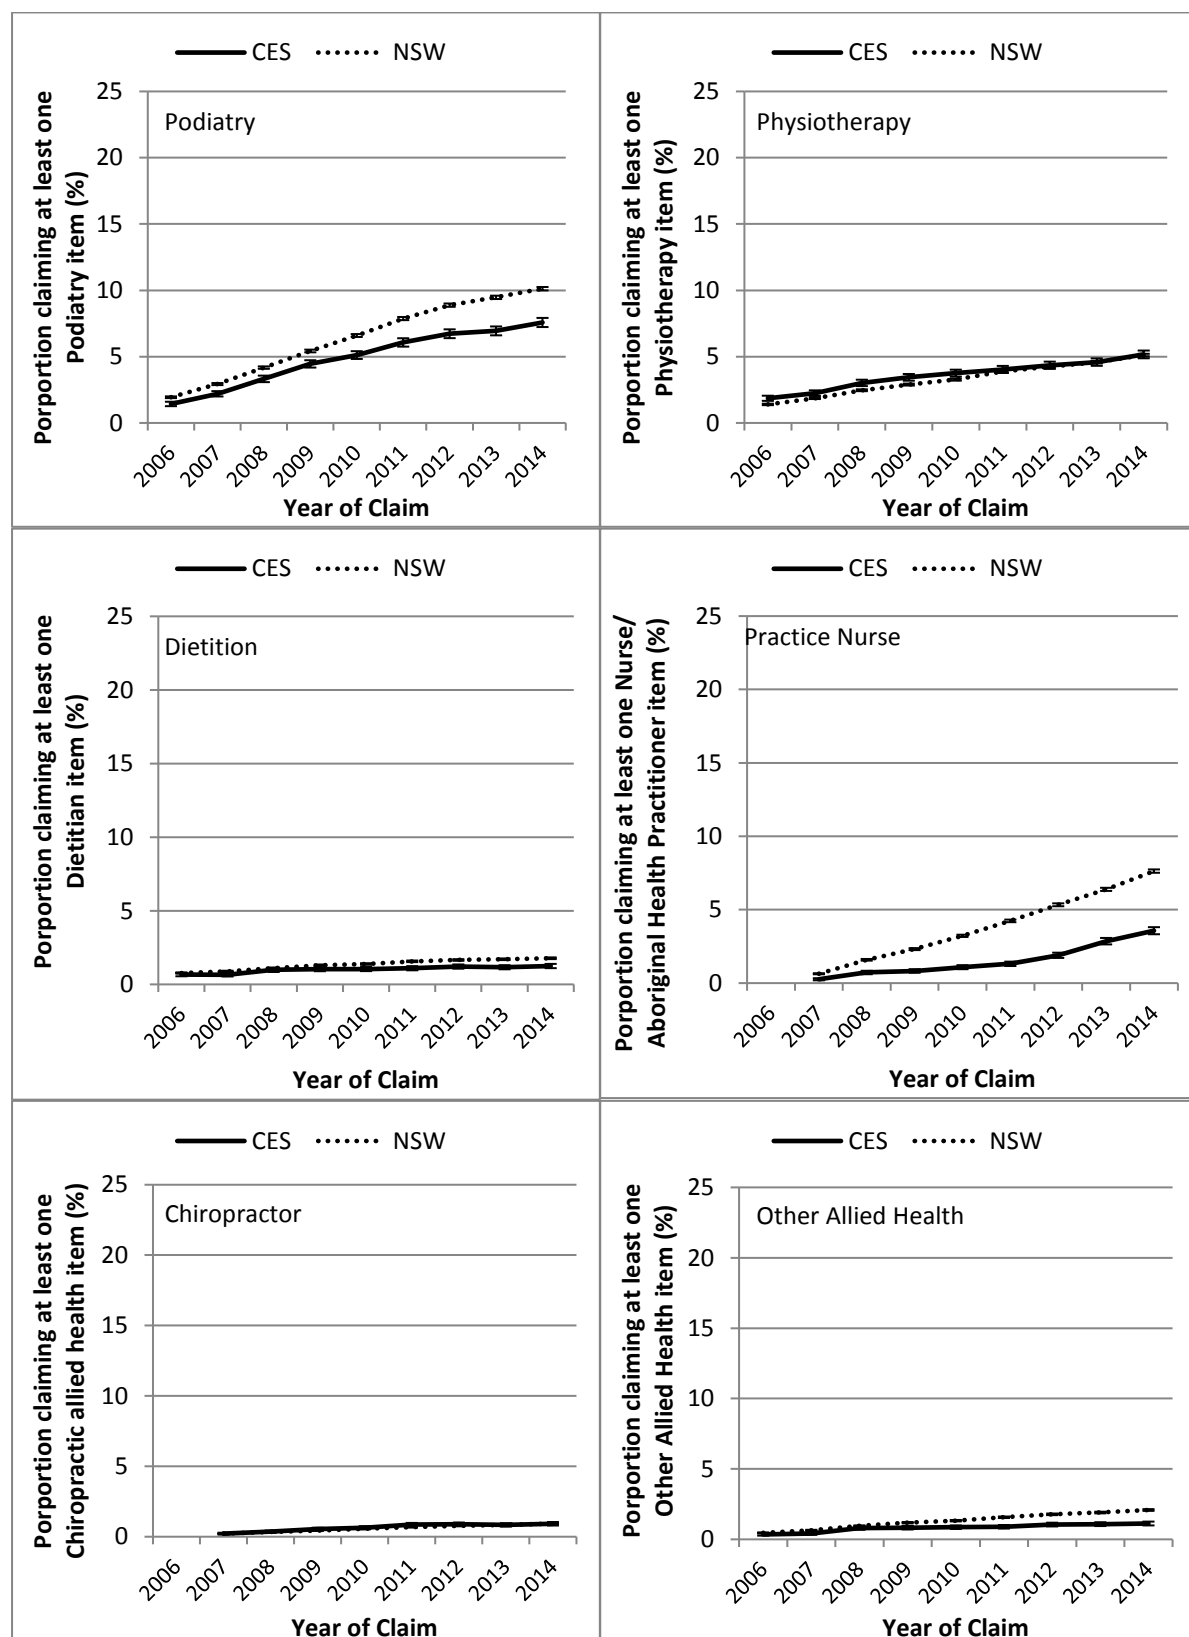 CES NSW
Porportion claiming at least one
Podiatry item (%)
Podiatry
25
20
15
10
5
0
2006 2007 2008 2009 2010 2011 2012 2013 2014
Year of Claim
CES NSW
Porportion claiming at least one
Physiotherapy item (%)
Physiotherapy
25
20
15
10
5
0
2006 2007 2008 2009 2010 2011 2012 2013 2014
Year of Claim
CES NSW
Porportion claiming at least one
Dietitian item (%)
Dietition
25
20
15
10
5
0
2006 2007 2008 2009 2010 2011 2012 2013 2014
Year of Claim
CES NSW
Porportion claiming at least one Nurse/
Aboriginal Health Practitioner item (%)
Practice Nurse
25
20
15
10
5
0
2006 2007 2008 2009 2010 2011 2012 2013 2014
Year of Claim
CES NSW
Porportion claiming at least one
Chiropractic allied health item (%)
Chiropractor
25
20
15
10
5
0
2006 2007 2008 2009 2010 2011 2012 2013 2014
Year of Claim
CES NSW
Porportion claiming at least one
Other Allied Health item (%)
Other Allied Health
25
20
15
10
5
0
2006 2007 2008 2009 2010 2011 2012 2013 2014
Year of Claim